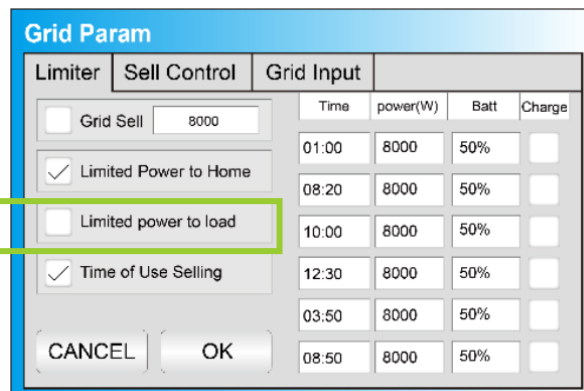 Grid Param
Limiter Sell Control Grid Input
Grid Sell 8000
Limited Power to Home
Limited power to load
Time of Use Selling
CANCEL OK
Time power(W) Batt Charge
01:00 8000 50%
08:20 8000 50%
10:00 8000 50%
12:30 8000 50%
03:50 8000 50%
08:50 8000 50%